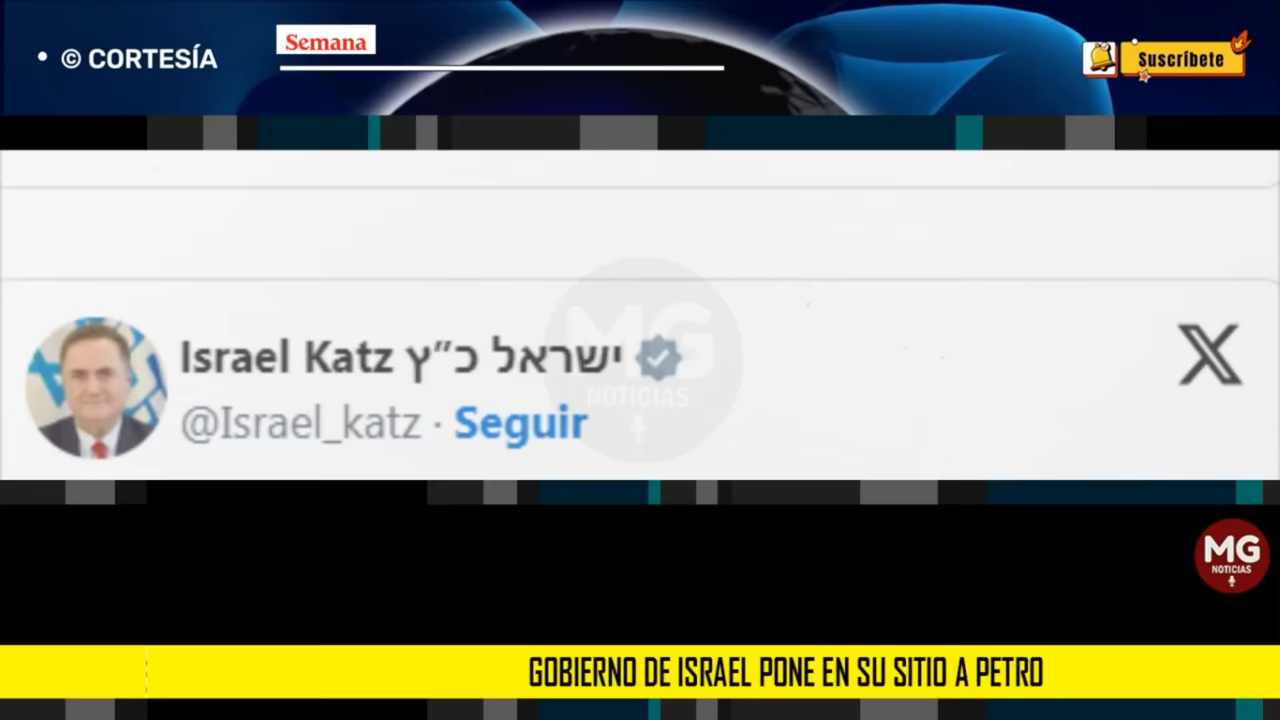 • © CORTESÍA
Semana
Suscríbete
Israel Katz ישראל כ”ץ
@Israel_katz · Seguir
MG
NOTICIAS
MG
NOTICIAS
GOBIERNO DE ISRAEL PONE EN SU SITIO A PETRO